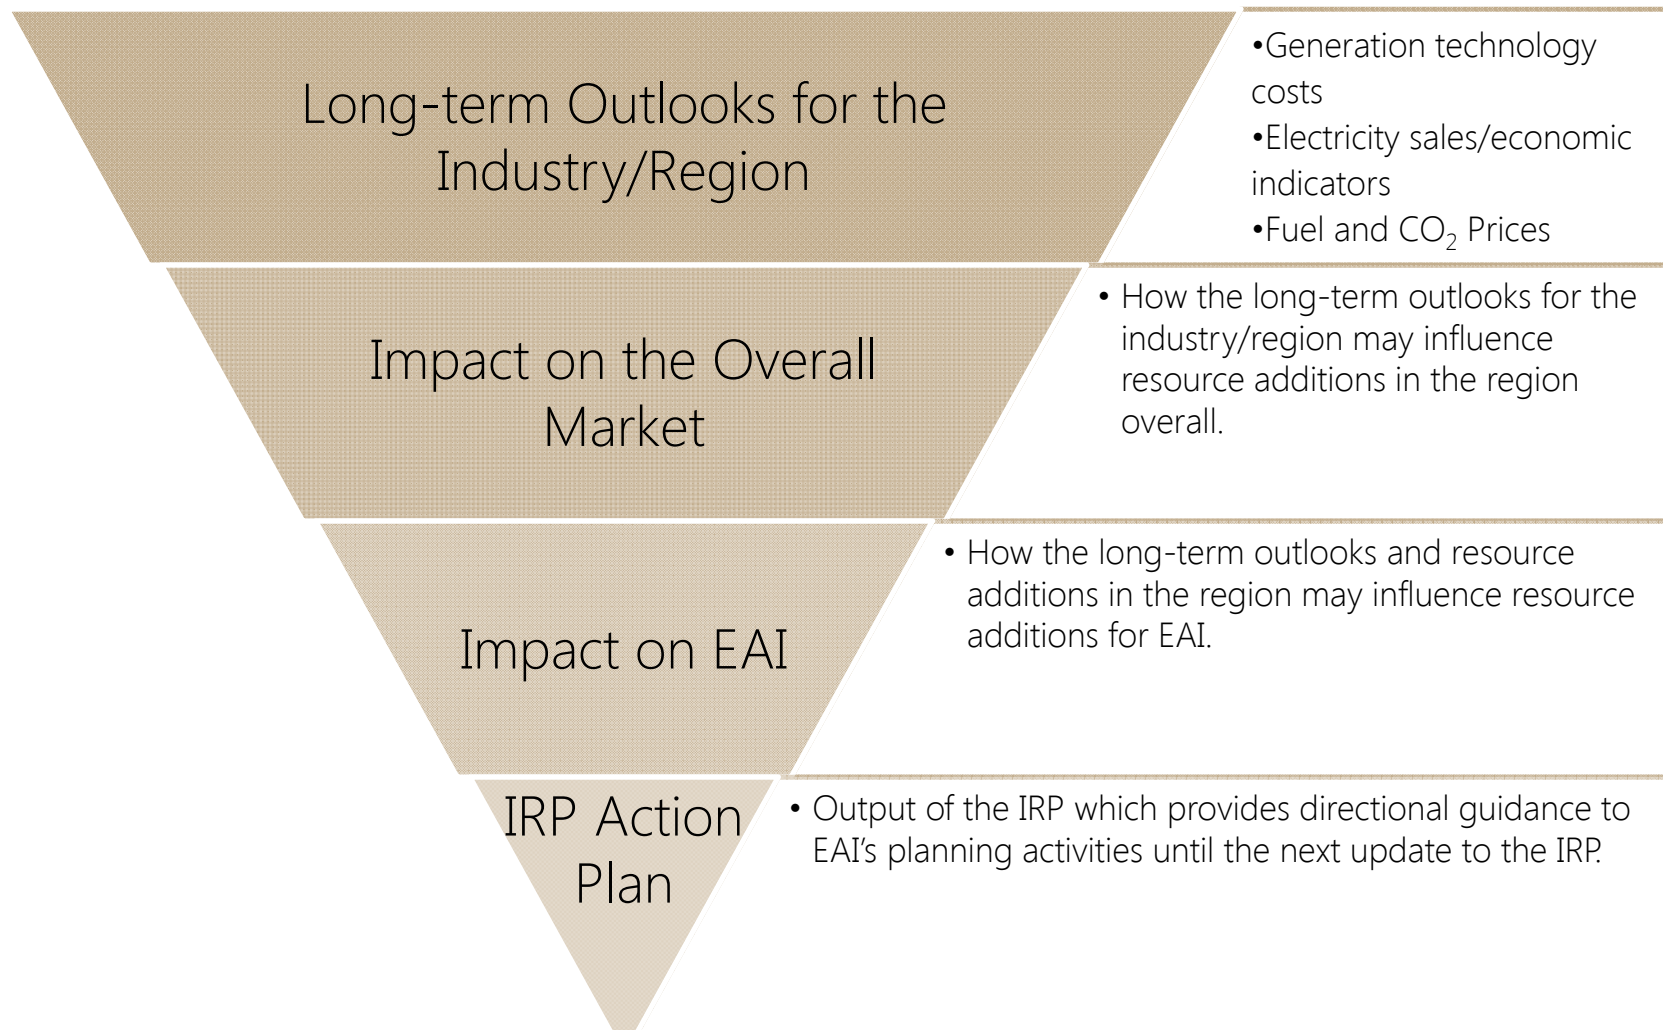 Long-term Outlooks for the
Industry/Region
•Generation technology
costs
•Electricity sales/economic
indicators
•Fuel and CO₂ Prices
Impact on the Overall
Market
• How the long-term outlooks for the
industry/region may influence
resource additions in the region
overall.
Impact on EAI
• How the long-term outlooks and resource
additions in the region may influence resource
additions for EAI.
IRP Action
Plan
• Output of the IRP which provides directional guidance to
EAI’s planning activities until the next update to the IRP.